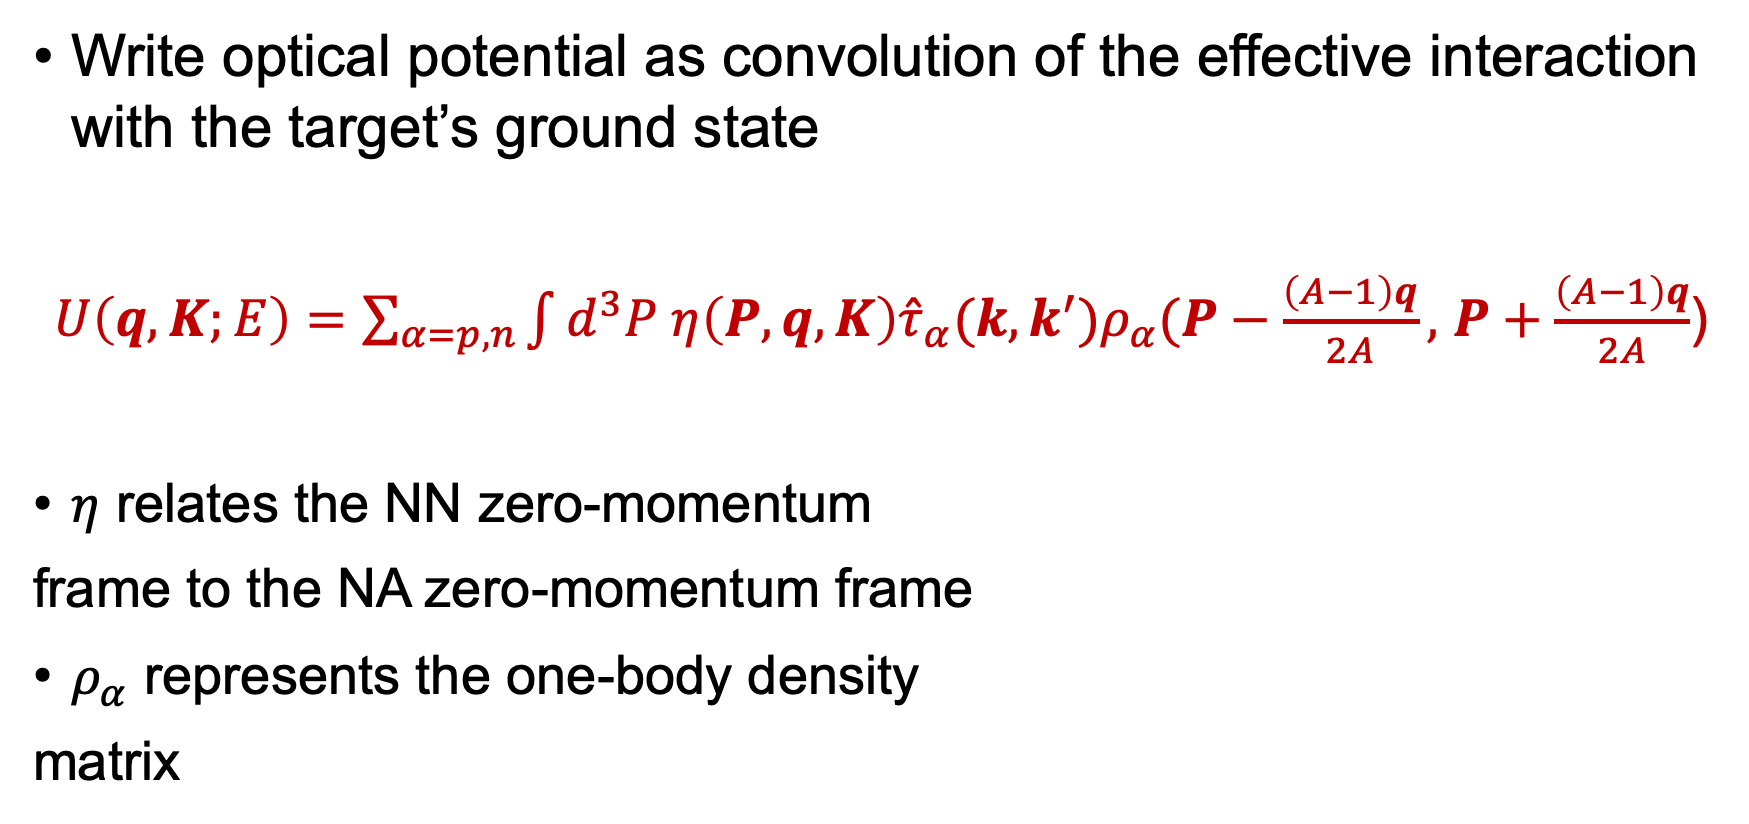 • Write optical potential as convolution of the effective interaction
with the target’s ground state
U(q, K; E) = ∑α=p,n ∫ d³P η(P, q, K)τ̂α(k, k′)ρα(P − (A−1)q/2A, P + (A−1)q/2A)
• η relates the NN zero-momentum
frame to the NA zero-momentum frame
• ρα represents the one-body density
matrix